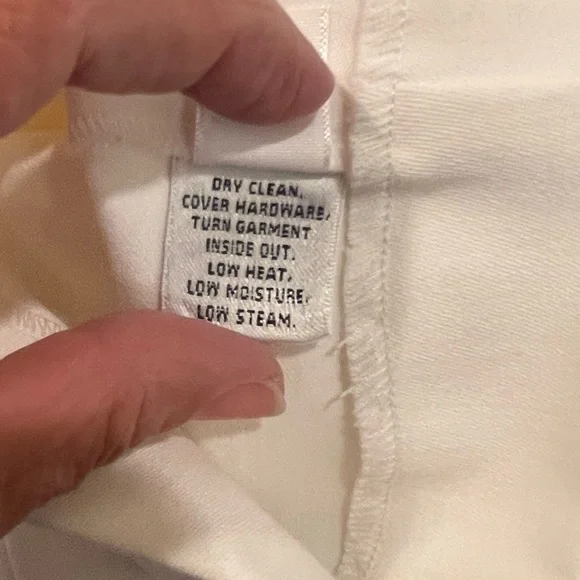 DRY CLEAN.
COVER HARDWARE,
TURN GARMENT
INSIDE OUT.
LOW HEAT,
LOW MOISTURE,
LOW STEAM.